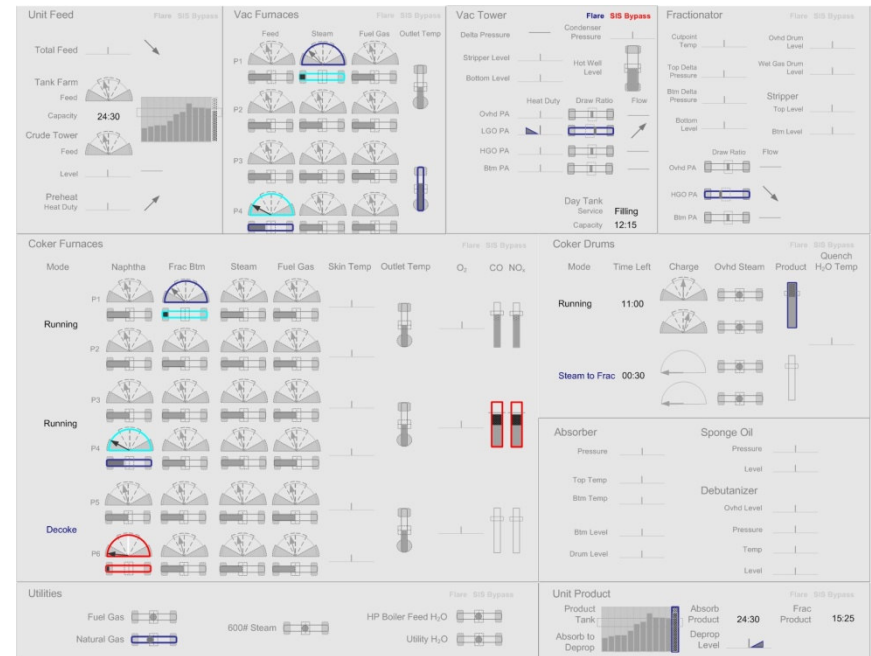 Unit Feed Flare SIS Bypass
Total Feed
Tank Farm
Feed
Capacity 24:30
Crude Tower
Feed
Level
Preheat
Heat Duty
Vac Furnaces Flare SIS Bypass
Feed Steam Fuel Gas Outlet Temp
P1
P2
P3
P4
Vac Tower Flare SIS Bypass
Delta Pressure Condenser
Pressure
Stripper Level Hot Well
Level
Bottom Level
Heat Duty Draw Ratio Flow
Ovhd PA
LGO PA
HGO PA
Btm PA
Day Tank
Service Filling
Capacity 12:15
Fractionator Flare SIS Bypass
Cutpoint
Temp
Ovhd Drum
Level
Top Delta
Pressure
Wet Gas Drum
Level
Btm Delta
Pressure
Stripper
Top Level
Bottom
Level
Btm Level
Draw Ratio Flow
Ovhd PA
HGO PA
Btm PA
Coker Furnaces Flare SIS Bypass
Mode Naphtha Frac Btm Steam Fuel Gas Skin Temp Outlet Temp O₂ CO NOₓ
P1
Running
P2
P3
Running
P4
P5
Decoke
P6
Coker Drums Flare SIS Bypass
Mode Time Left Charge Ovhd Steam Product Quench
H₂O Temp
Running 11:00
Steam to Frac 00:30
Absorber
Pressure
Top Temp
Btm Temp
Btm Level
Drum Level
Sponge Oil
Pressure
Level
Debutanizer
Ovhd Level
Pressure
Temp
Level
Utilities Flare SIS Bypass
Fuel Gas
Natural Gas
600# Steam
HP Boiler Feed H₂O
Utility H₂O
Unit Product Flare SIS Bypass
Product
Tank
Absorb
Product 24:30
Frac
Product 15:25
Absorb to
Deprop
Deprop
Level